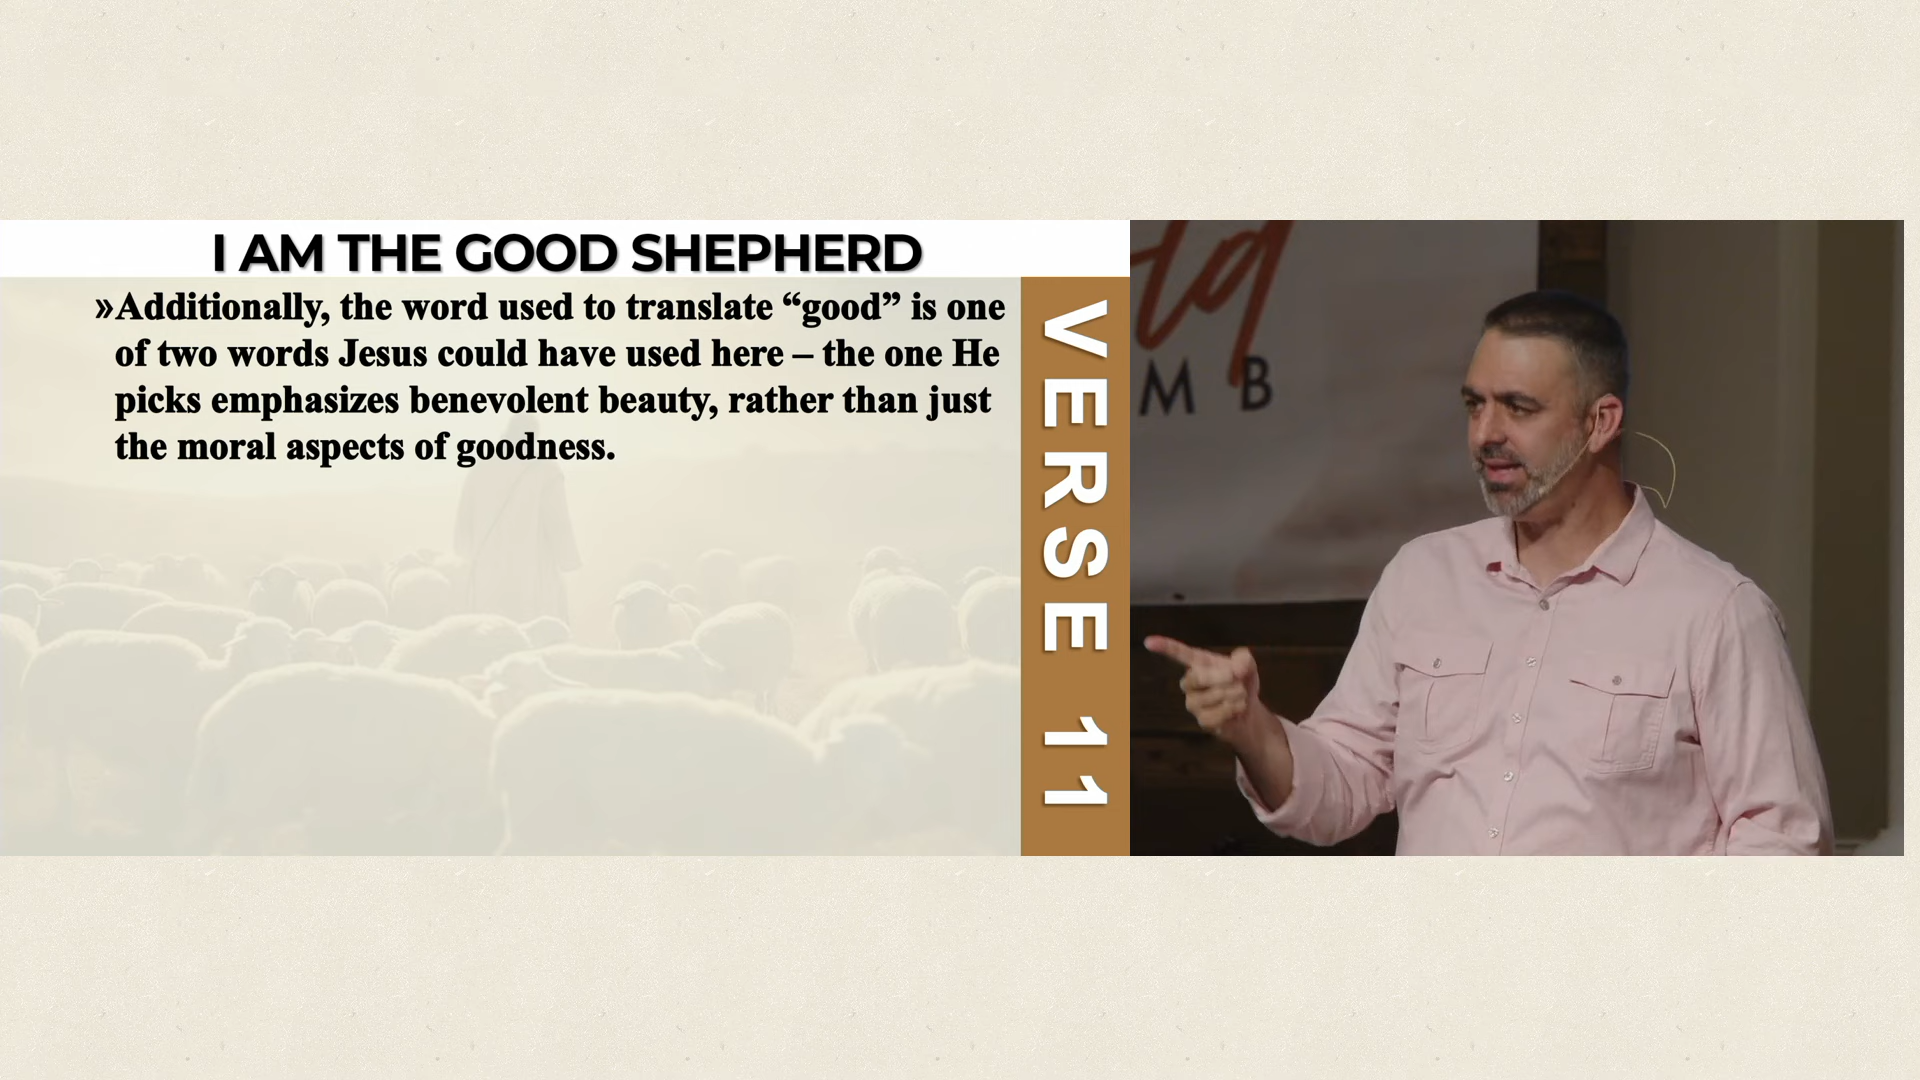 I AM THE GOOD SHEPHERD
»Additionally, the word used to translate “good” is one
of two words Jesus could have used here – the one He
picks emphasizes benevolent beauty, rather than just
the moral aspects of goodness.
VERSE 11